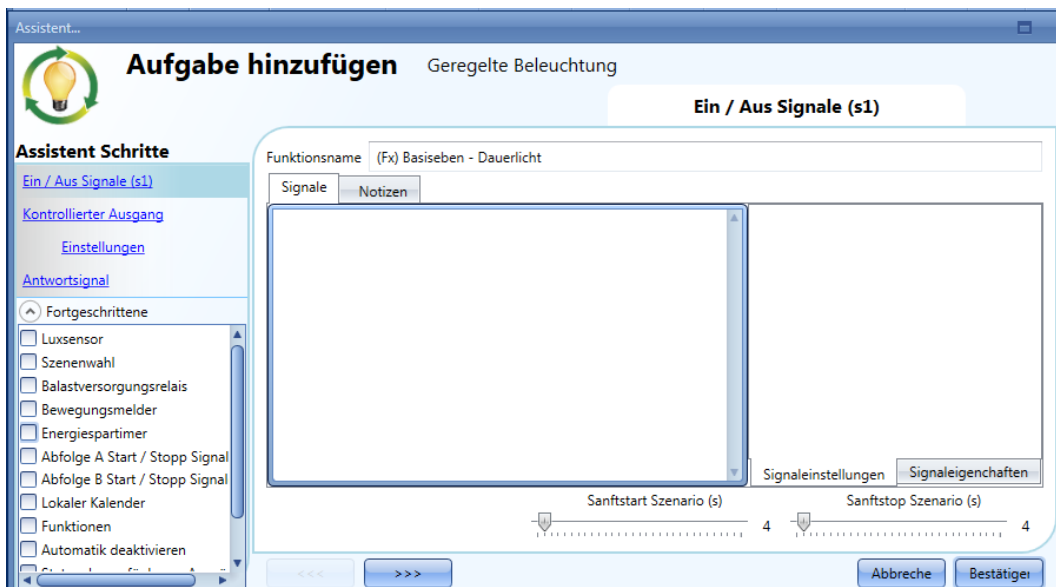 Assistent...
Aufgabe hinzufügen
Geregelte Beleuchtung
Ein / Aus Signale (s1)
Assistent Schritte
Ein / Aus Signale (s1)
Kontrollierter Ausgang
Einstellungen
Antwortsignal
Fortgeschrittene
Luxsensor
Szenenwahl
Balastversorgungsrelais
Bewegungsmelder
Energiespartimer
Abfolge A Start / Stopp Signal
Abfolge B Start / Stopp Signal
Lokaler Kalender
Funktionen
Automatik deaktivieren
Funktionsname (Fx) Basiseben - Dauerlicht
Signale Notizen
Signaleinstellungen Signaleigenchaften
Sanftstart Szenario (s) Sanftstop Szenario (s)
4 4
<<< >>> Abbreche Bestätiger